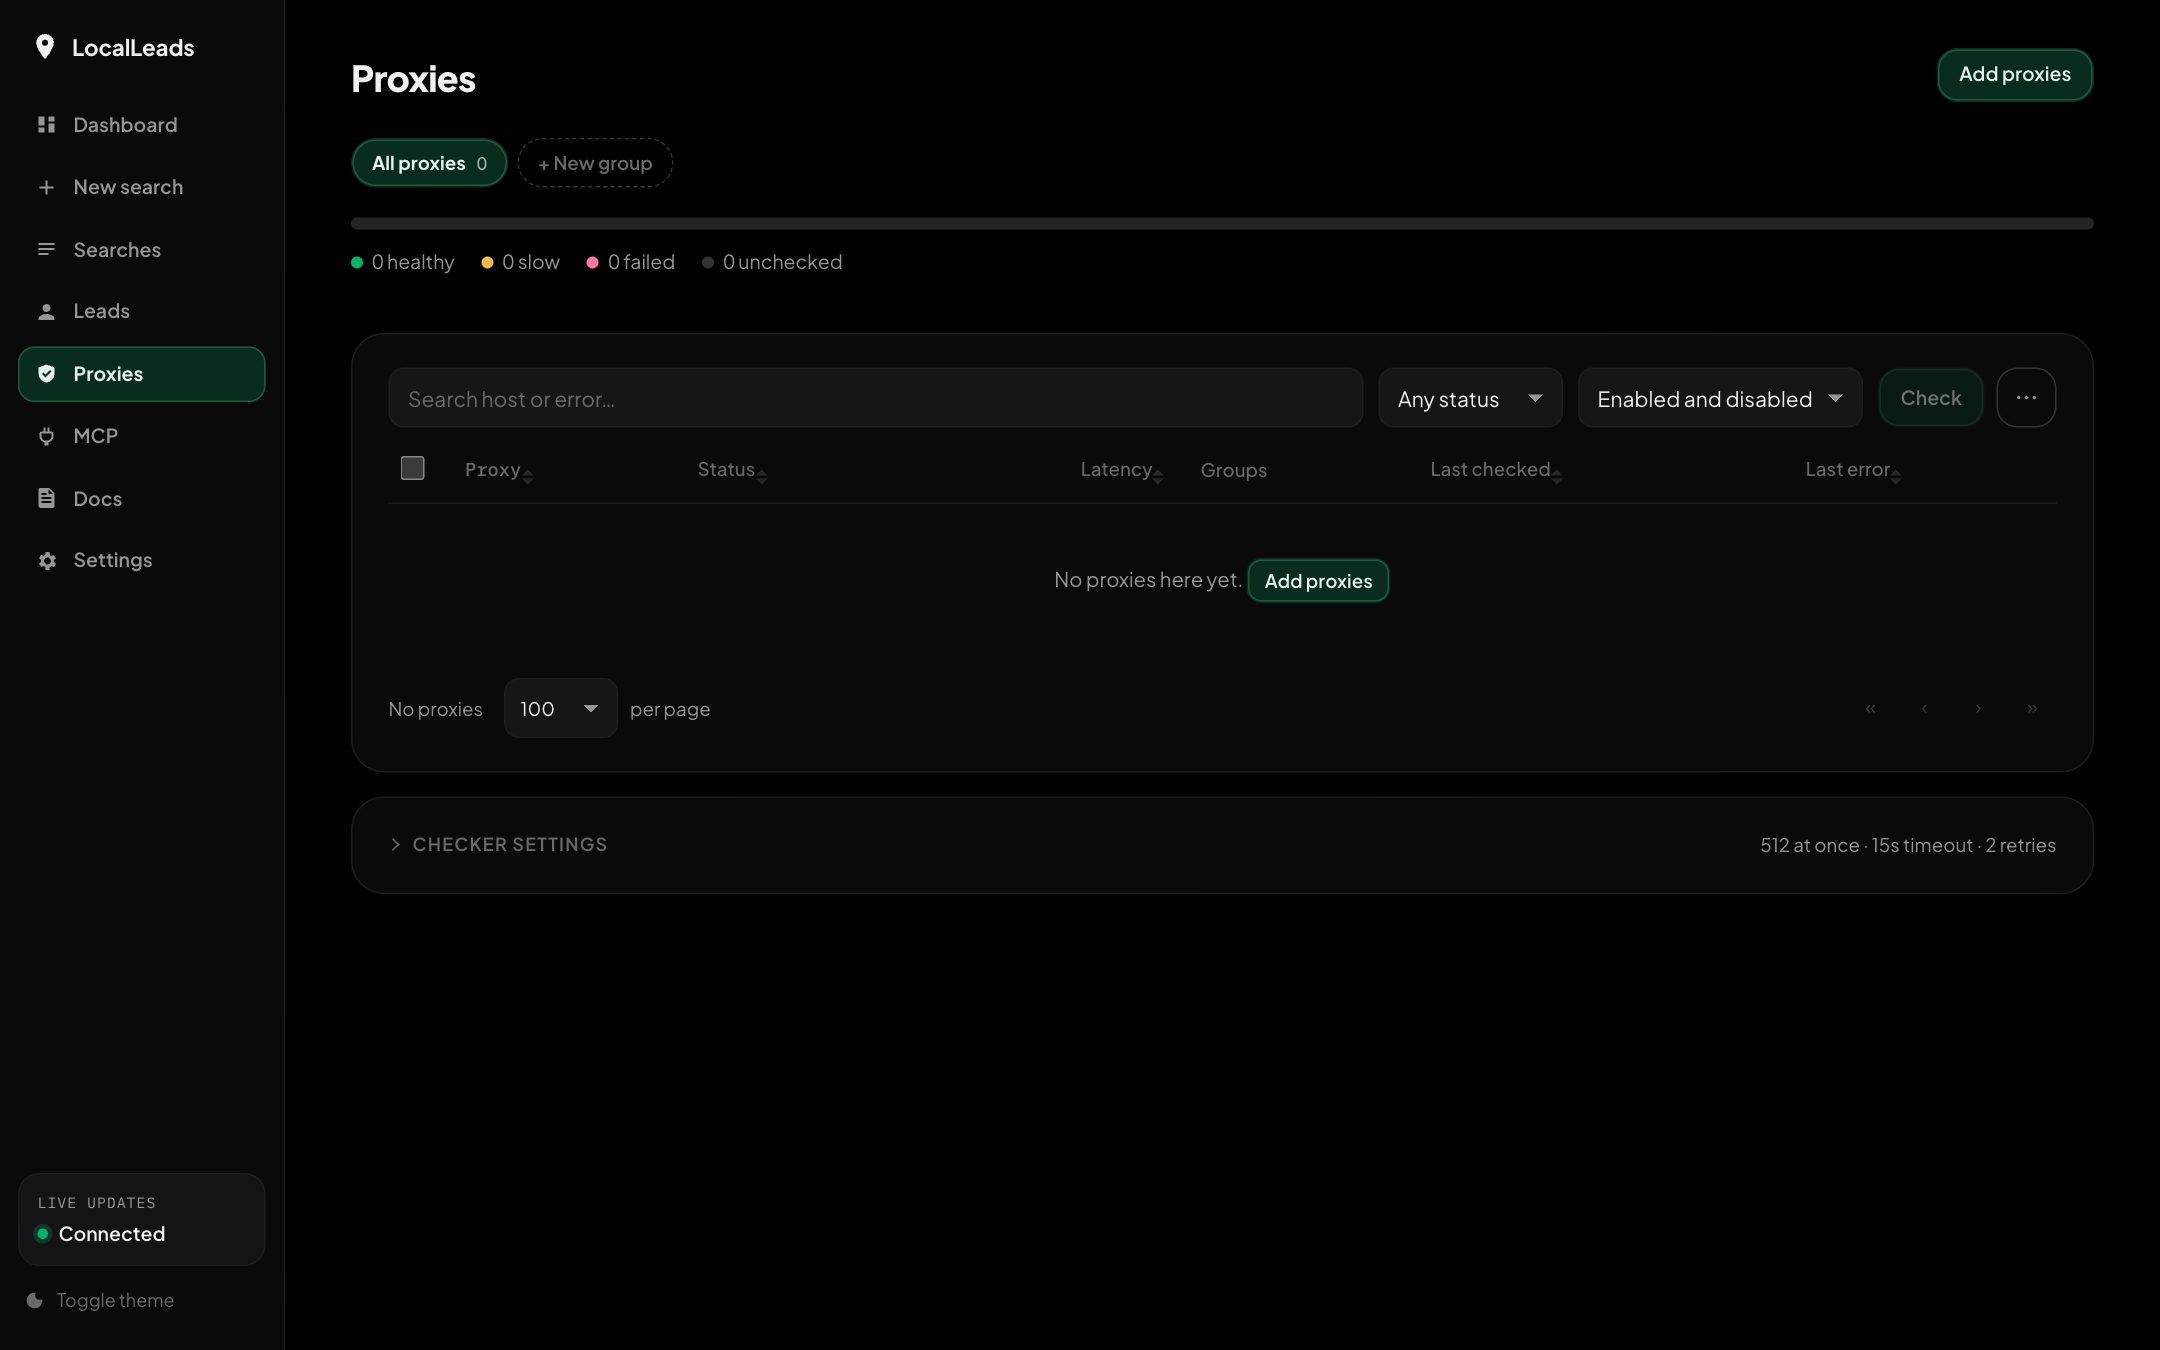 LocalLeads
Dashboard
New search
Searches
Leads
Proxies
MCP
Docs
Settings
LIVE UPDATES
Connected
Toggle theme
Proxies
Add proxies
All proxies 0
+ New group
0 healthy 0 slow 0 failed 0 unchecked
Search host or error…
Any status
Enabled and disabled
Check
...
Proxy Status Latency Groups Last checked Last error
No proxies here yet. Add proxies
No proxies 100 per page
« ‹ › »
CHECKER SETTINGS
512 at once · 15s timeout · 2 retries